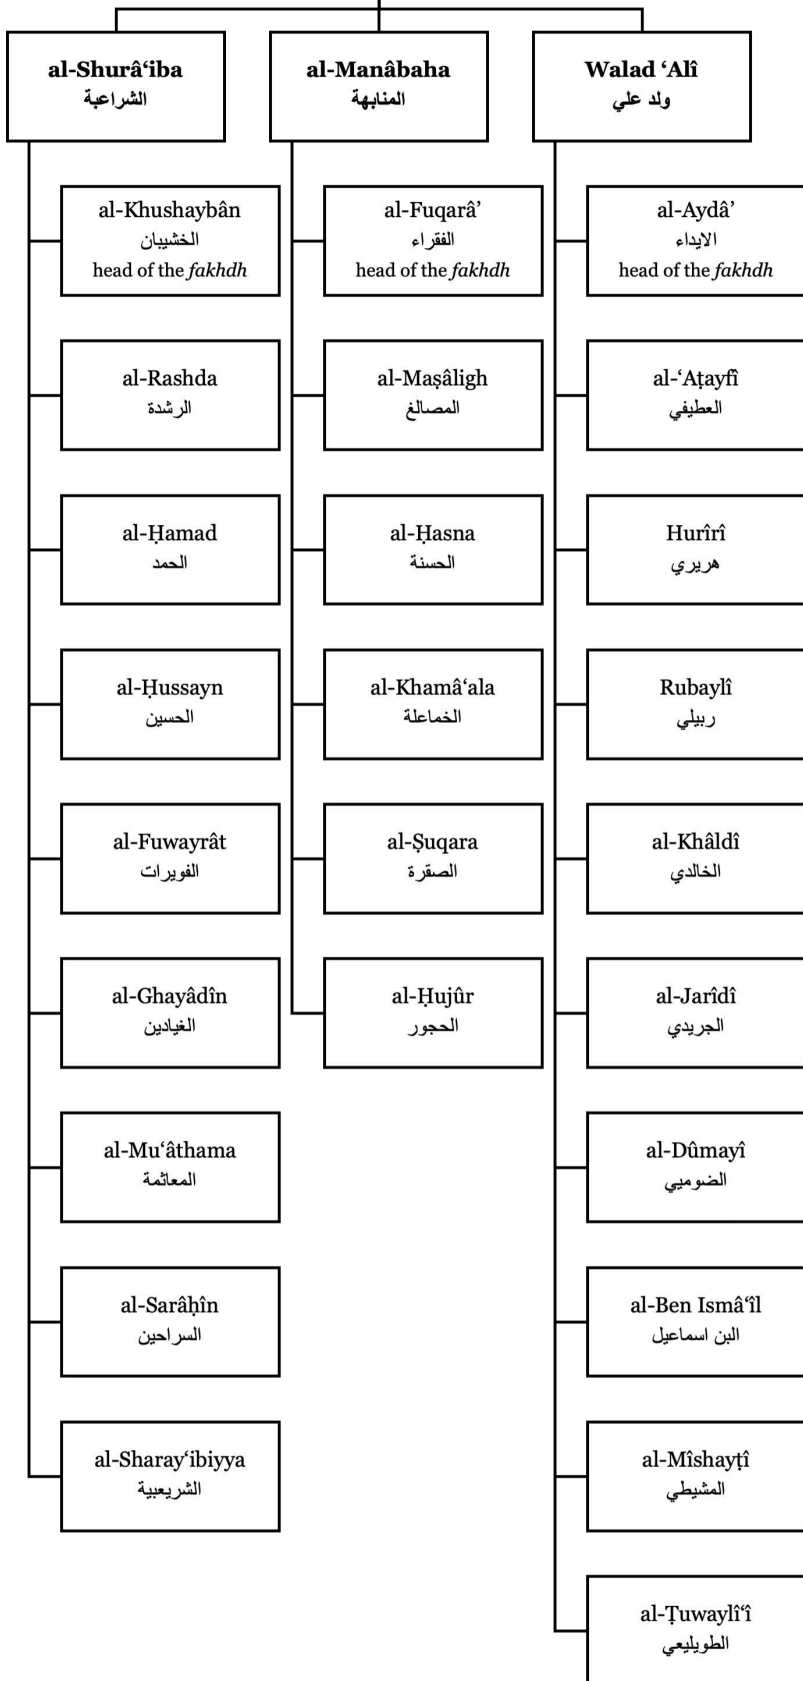 al-Shurâ‘iba
الشراعبة
al-Khushaybân
الخشيبان
head of the fakhdh
al-Rashda
الرشدة
al-Ḥamad
الحمد
al-Ḥussayn
الحسين
al-Fuwayrât
الفويرات
al-Ghayâdîn
الغيادين
al-Mu‘âthama
المعاثمة
al-Sarâḥîn
السراحين
al-Sharay‘ibiyya
الشريعبية
al-Manâbaha
المنابهة
al-Fuqarâ’
الفقراء
head of the fakhdh
al-Maṣâligh
المصالغ
al-Ḥasna
الحسنة
al-Khamâ‘ala
الخماعلة
al-Ṣuqara
الصقرة
al-Ḥujûr
الحجور
Walad ‘Alî
ولد علي
al-Aydâ’
الايداء
head of the fakhdh
al-‘Aṭayfî
العطيفي
Hurîrî
هريري
Rubaylî
ربيلي
al-Khâldî
الخالدي
al-Jarîdî
الجريدي
al-Dûmayî
الضوميي
al-Ben Ismâ‘îl
البن اسماعيل
al-Mîshayṭî
المشيطي
al-Ṭuwaylî‘î
الطويليعي